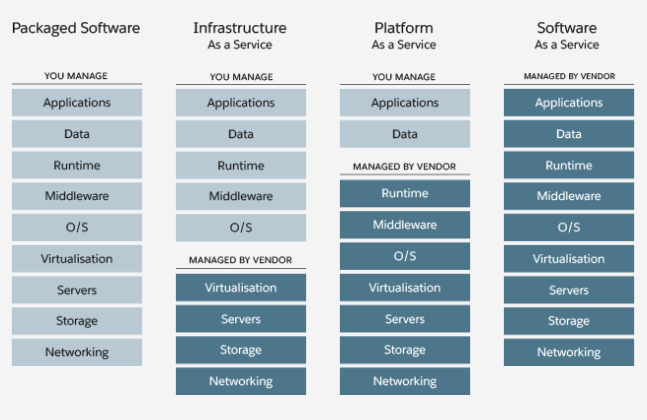 Packaged Software
YOU MANAGE
Applications
Data
Runtime
Middleware
O/S
Virtualisation
Servers
Storage
Networking
Infrastructure
As a Service
YOU MANAGE
Applications
Data
Runtime
Middleware
O/S
MANAGED BY VENDOR
Virtualisation
Servers
Storage
Networking
Platform
As a Service
YOU MANAGE
Applications
Data
MANAGED BY VENDOR
Runtime
Middleware
O/S
Virtualisation
Servers
Storage
Networking
Software
As a Service
MANAGED BY VENDOR
Applications
Data
Runtime
Middleware
O/S
Virtualisation
Servers
Storage
Networking